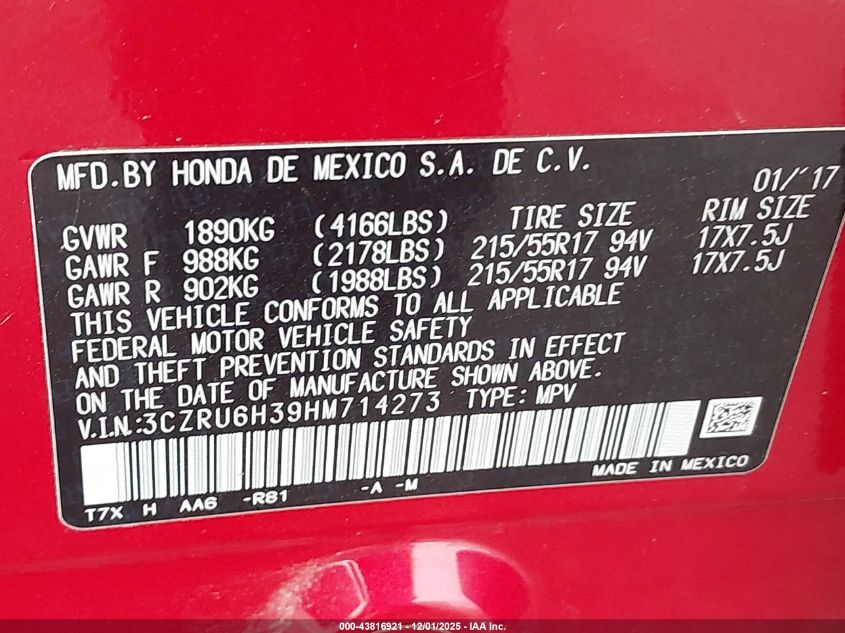 MFD.BY HONDA DE MEXICO S.A. DE C.V.
01/'17
GVWR 1890KG (4166LBS) TIRE SIZE RIM SIZE
GAWR F 988KG (2178LBS) 215/55R17 94V 17X7.5J
GAWR R 902KG (1988LBS) 215/55R17 94V 17X7.5J
THIS VEHICLE CONFORMS TO ALL APPLICABLE
FEDERAL MOTOR VEHICLE SAFETY
AND THEFT PREVENTION STANDARDS IN EFFECT
ON THE DATE OF MANUFACTURE SHOWN ABOVE.
V.I.N.:3CZRU6H39HM714273 TYPE: MPV
MADE IN MEXICO
T7X H AA6 -R81 -A -M
000-43816921 - 12/01/2025 - IAA Inc.